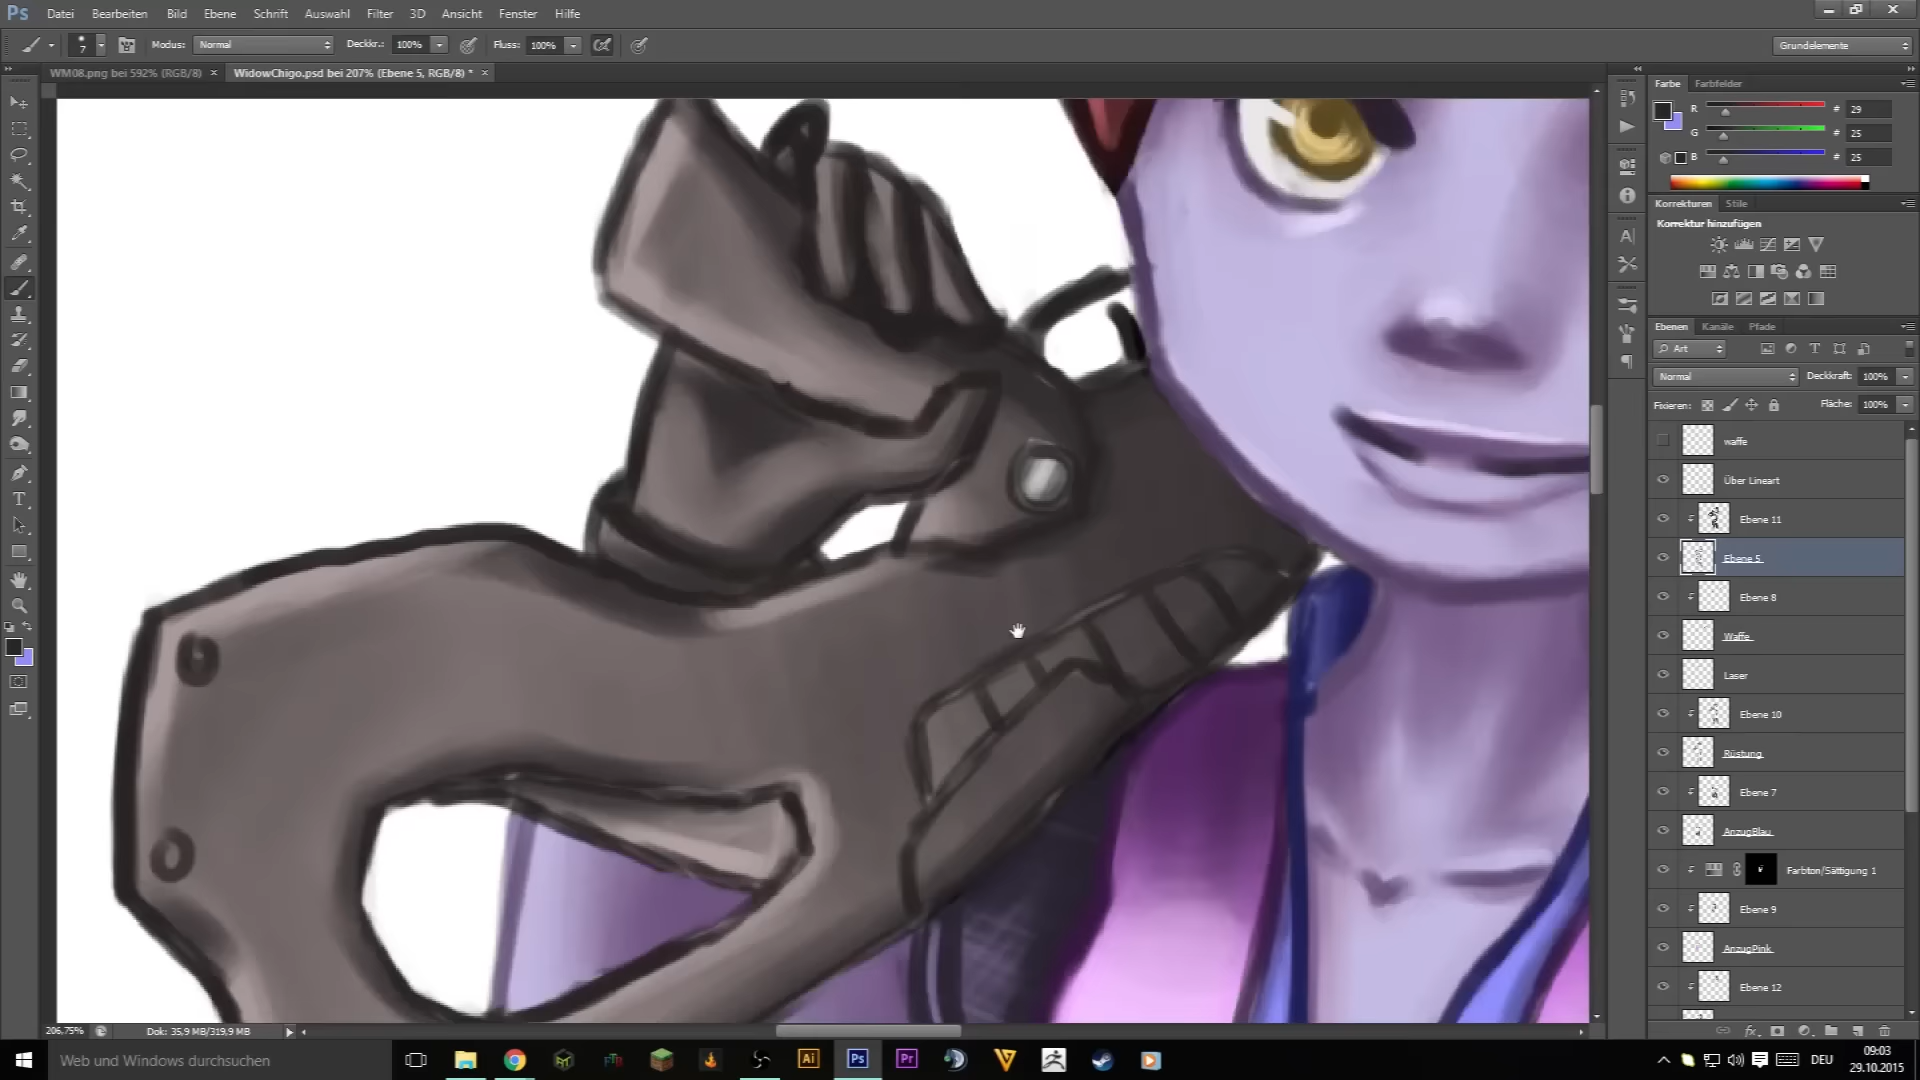 Ps Datei Bearbeiten Bild Ebene Schrift Auswahl Filter 3D Ansicht Fenster Hilfe
7 Modus: Normal Deckkr.: 100% Fluss: 100% Grundelemente
WM08.png bei 592% (RGB/8) × WidowChigo.psd bei 207% (Ebene 5, RGB/8) * ×
Farbe Farbfelder
R # 29
G # 25
B # 25
Korrekturen Stile
Korrektur hinzufügen
Ebenen Kanäle Pfade
Art
Normal Deckkraft: 100%
Fixieren: Fläche: 100%
waffe
Über Lineart
Ebene 11
Ebene 5
Ebene 8
Waffe
Laser
Ebene 10
Rüstung
Ebene 7
AnzugBlau
Farbton/Sättigung 1
Ebene 9
AnzugPink
Ebene 12
206,75% Dok: 35,9 MB/319,9 MB
Web und Windows durchsuchen
Ai Ps Pr
DEU
09:03
29.10.2015